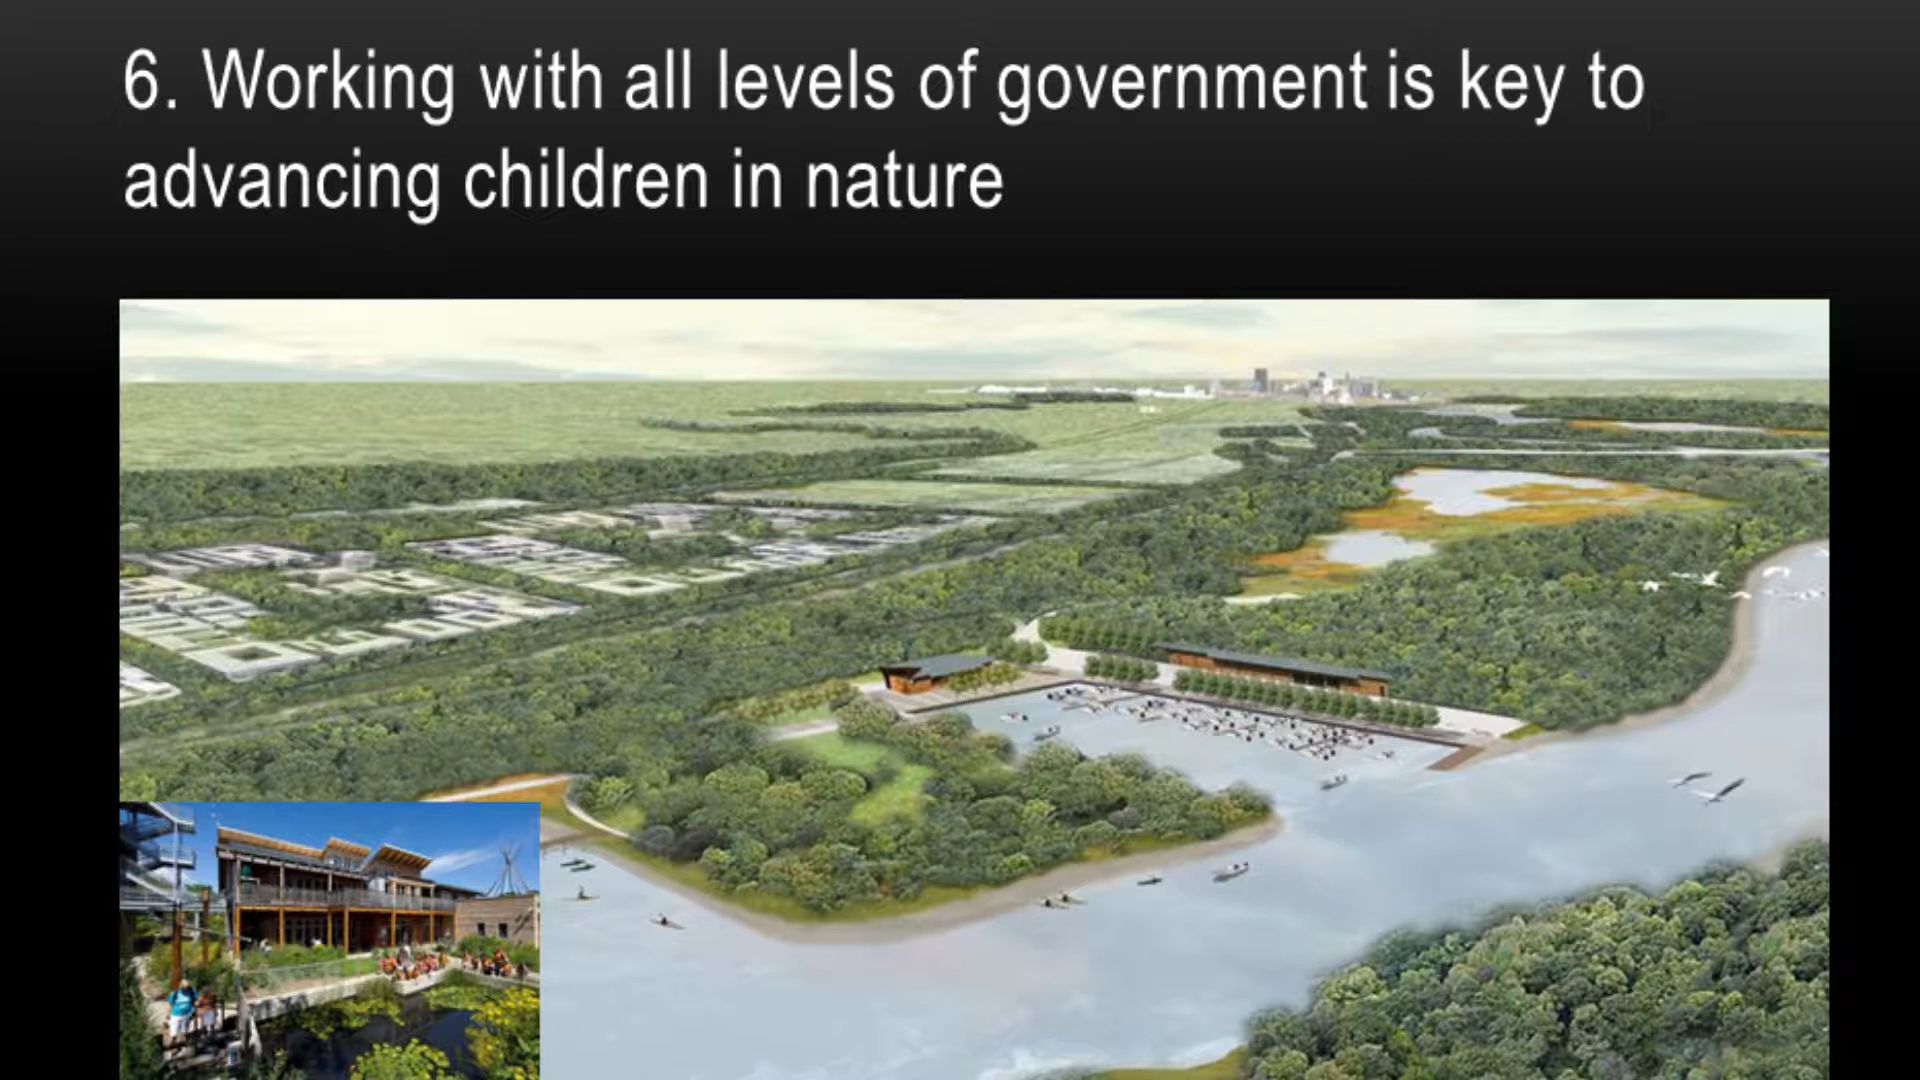 6. Working with all levels of government is key to
advancing children in nature